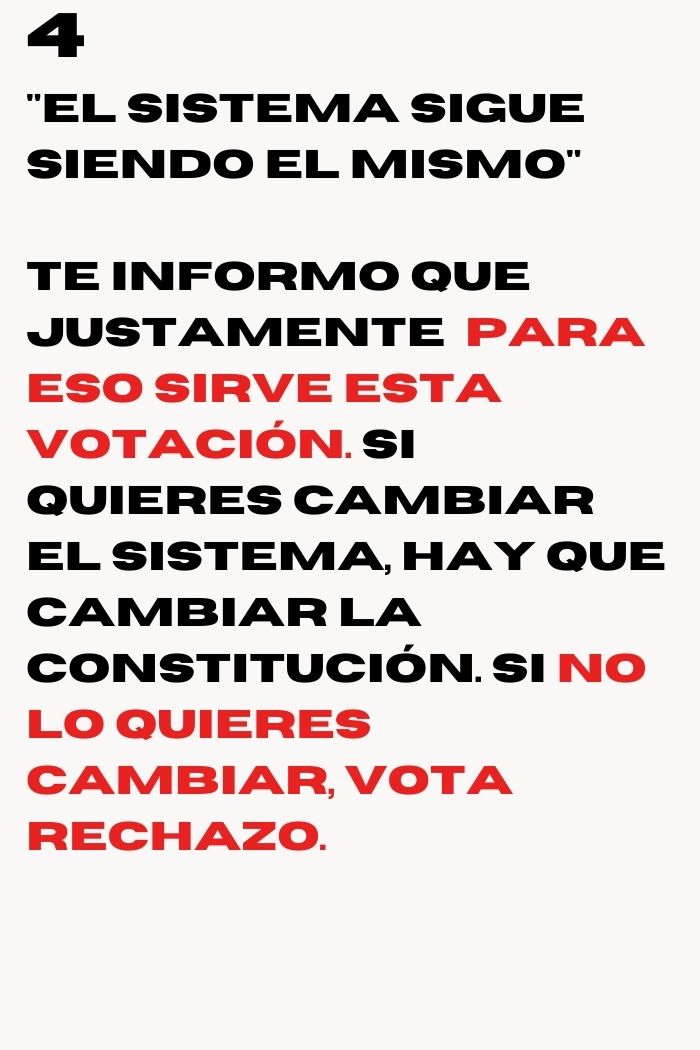 4
"EL SISTEMA SIGUE
SIENDO EL MISMO"
TE INFORMO QUE
JUSTAMENTE PARA
ESO SIRVE ESTA
VOTACIÓN. SI
QUIERES CAMBIAR
EL SISTEMA, HAY QUE
CAMBIAR LA
CONSTITUCIÓN. SI NO
LO QUIERES
CAMBIAR, VOTA
RECHAZO.